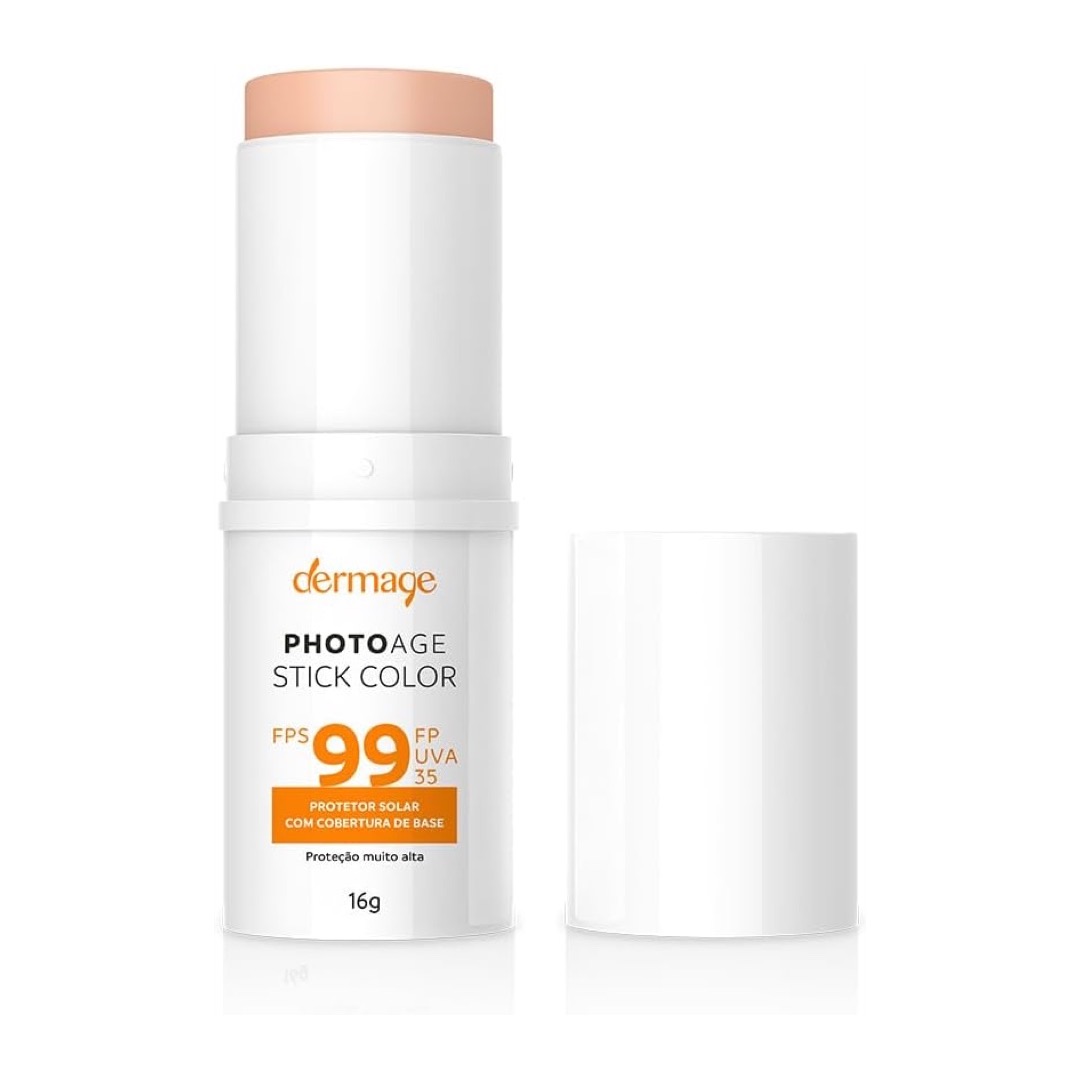 dermage
PHOTOAGE
STICK COLOR
FPS 99 FP UVA 35
PROTETOR SOLAR
COM COBERTURA DE BASE
Proteção muito alta
16g